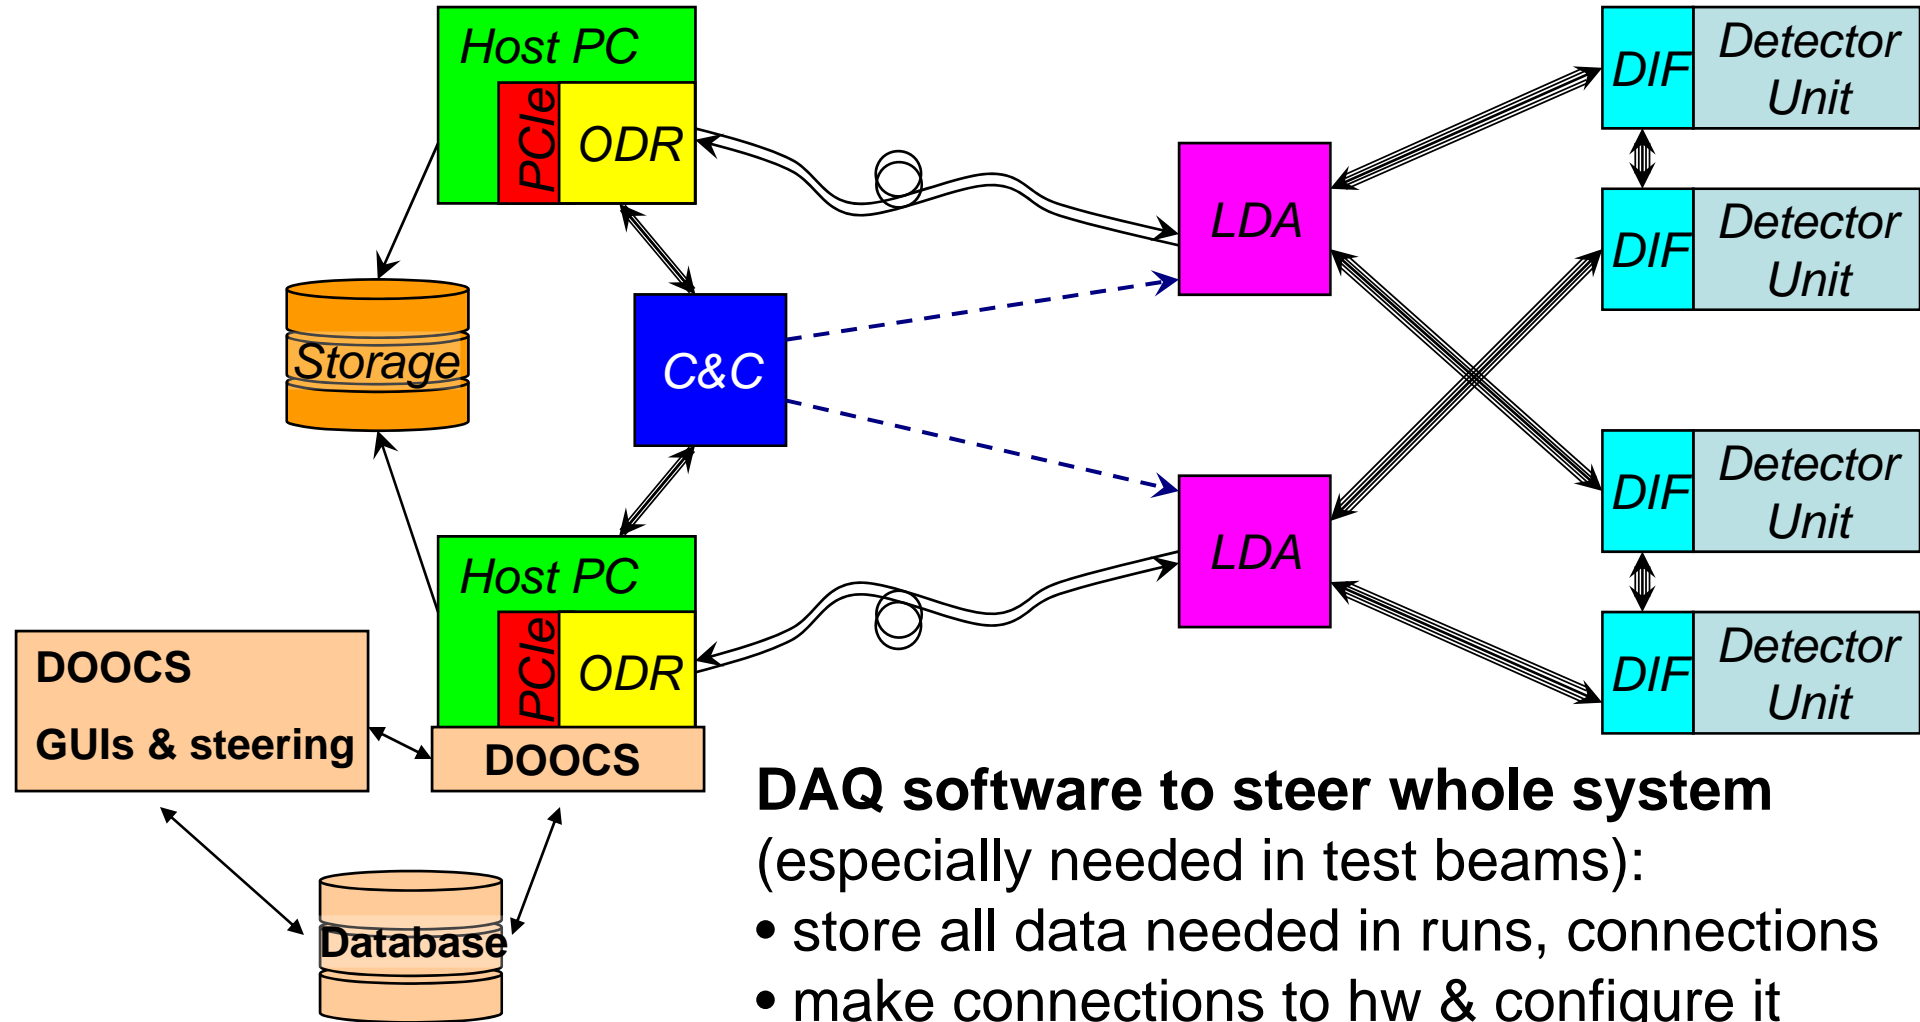 Host PC
PCIe
ODR
LDA
DIF
Detector
Unit
DIF
Detector
Unit
Storage
C&C
DIF
Detector
Unit
Host PC
PCIe
ODR
LDA
DIF
Detector
Unit
DOOCS
GUIs & steering
DOOCS
Database
DAQ software to steer whole system
(especially needed in test beams):
• store all data needed in runs, connections
• make connections to hw & configure it